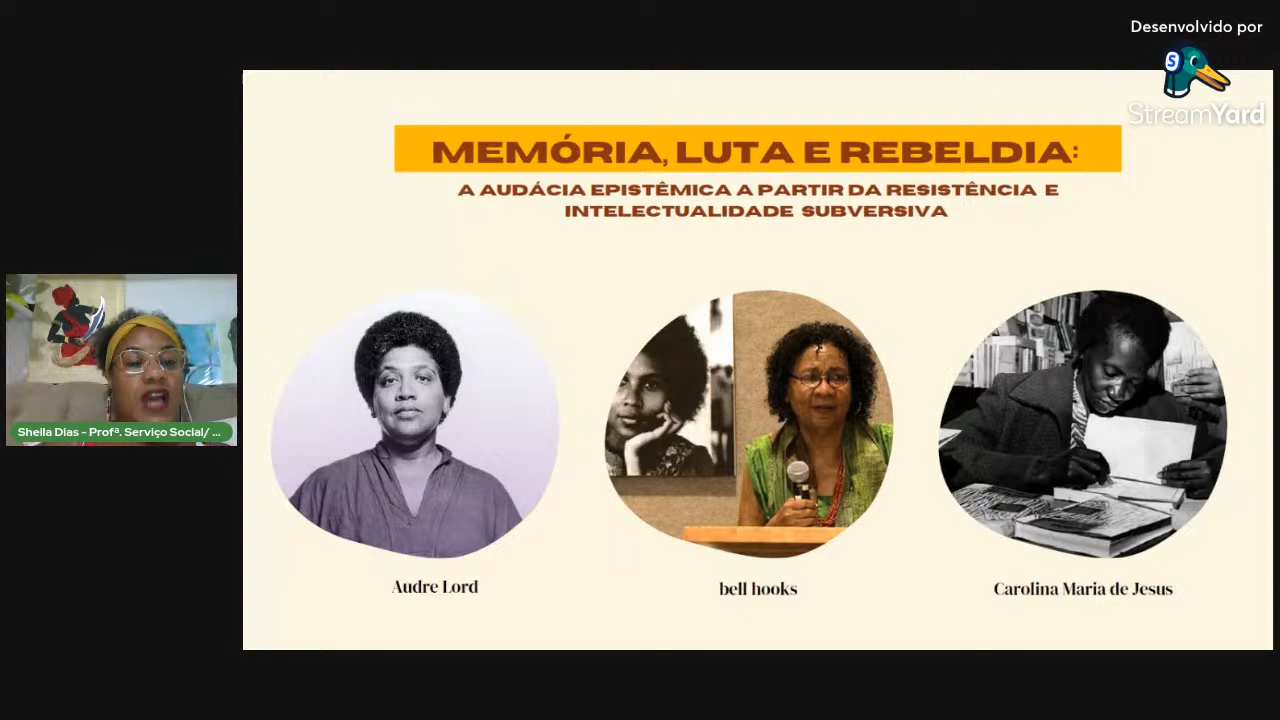 Desenvolvido por
S
StreamYard
MEMÓRIA, LUTA E REBELDIA:
A AUDÁCIA EPISTÊMICA A PARTIR DA RESISTÊNCIA E
INTELECTUALIDADE SUBVERSIVA
Sheila Dias - Profª. Serviço Social/ ...
Audre Lord
bell hooks
Carolina Maria de Jesus